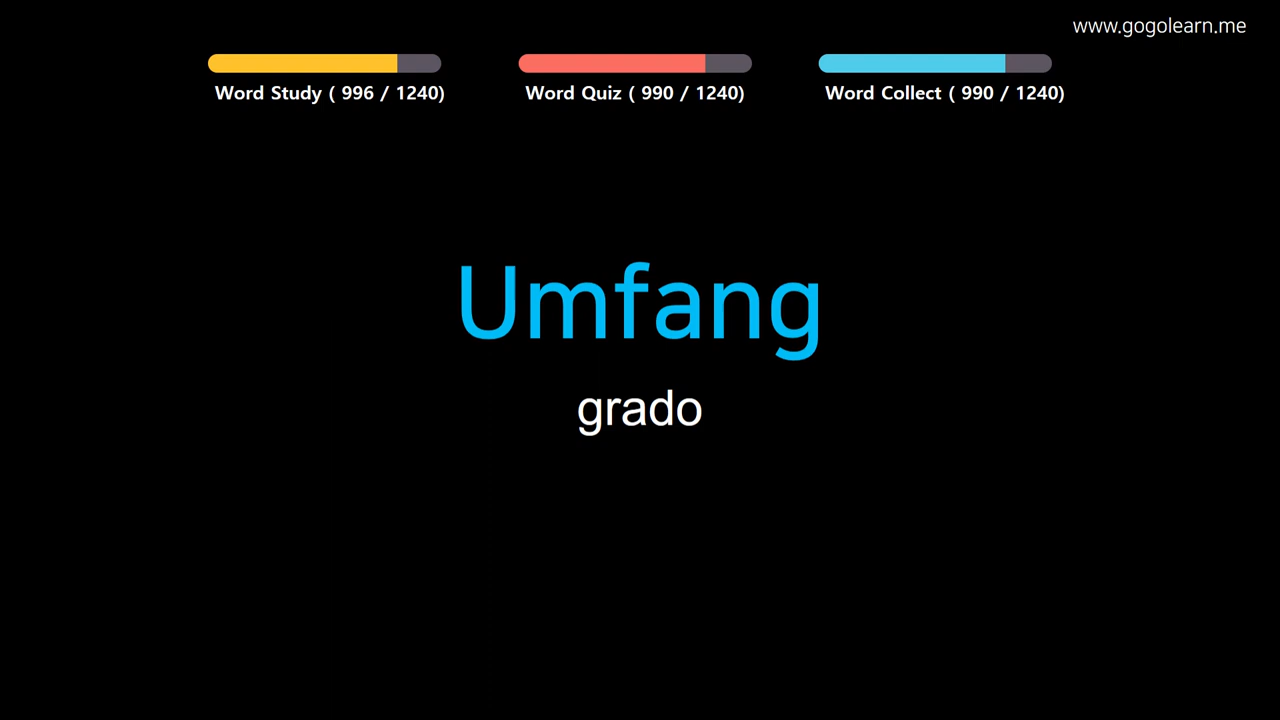 www.gogolearn.me
Word Study ( 996 / 1240)
Word Quiz ( 990 / 1240)
Word Collect ( 990 / 1240)
Umfang
grado